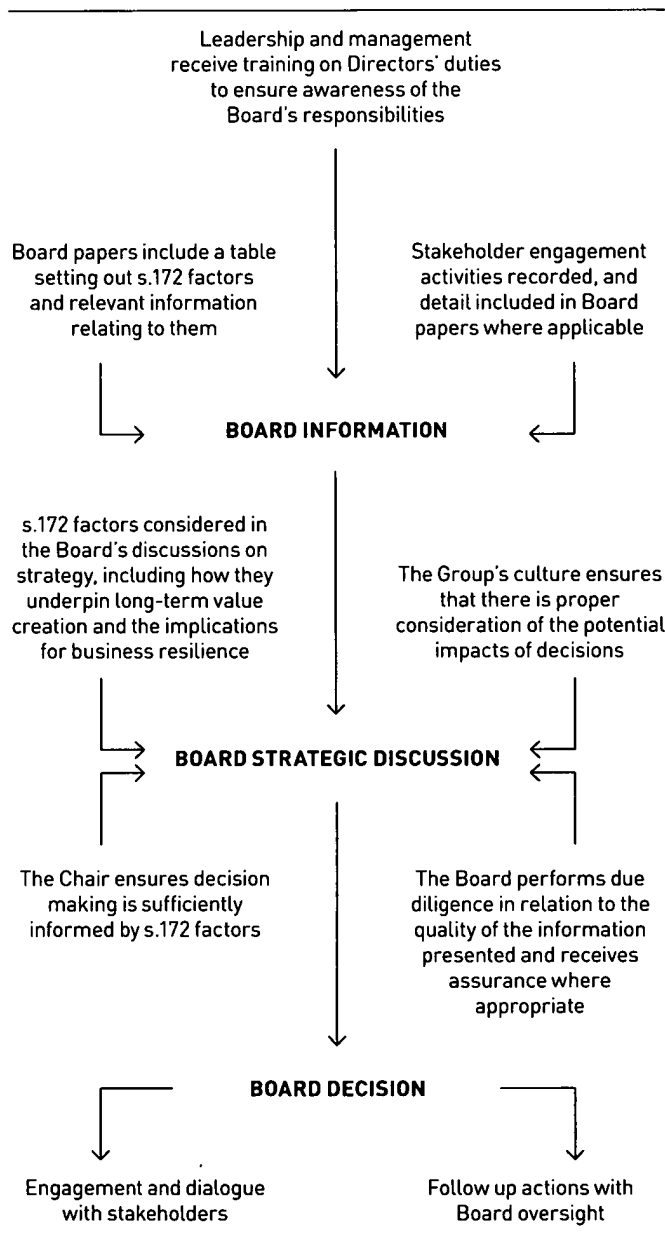 Leadership and management
receive training on Directors' duties
to ensure awareness of the
Board's responsibilities
Board papers include a table
setting out s.172 factors
and relevant information
relating to them
Stakeholder engagement
activities recorded, and
detail included in Board
papers where applicable
BOARD INFORMATION
s.172 factors considered in
the Board's discussions on
strategy, including how they
underpin long-term value
creation and the implications
for business resilience
The Group's culture ensures
that there is proper
consideration of the potential
impacts of decisions
BOARD STRATEGIC DISCUSSION
The Chair ensures decision
making is sufficiently
informed by s.172 factors
The Board performs due
diligence in relation to the
quality of the information
presented and receives
assurance where
appropriate
BOARD DECISION
Engagement and dialogue
with stakeholders
Follow up actions with
Board oversight